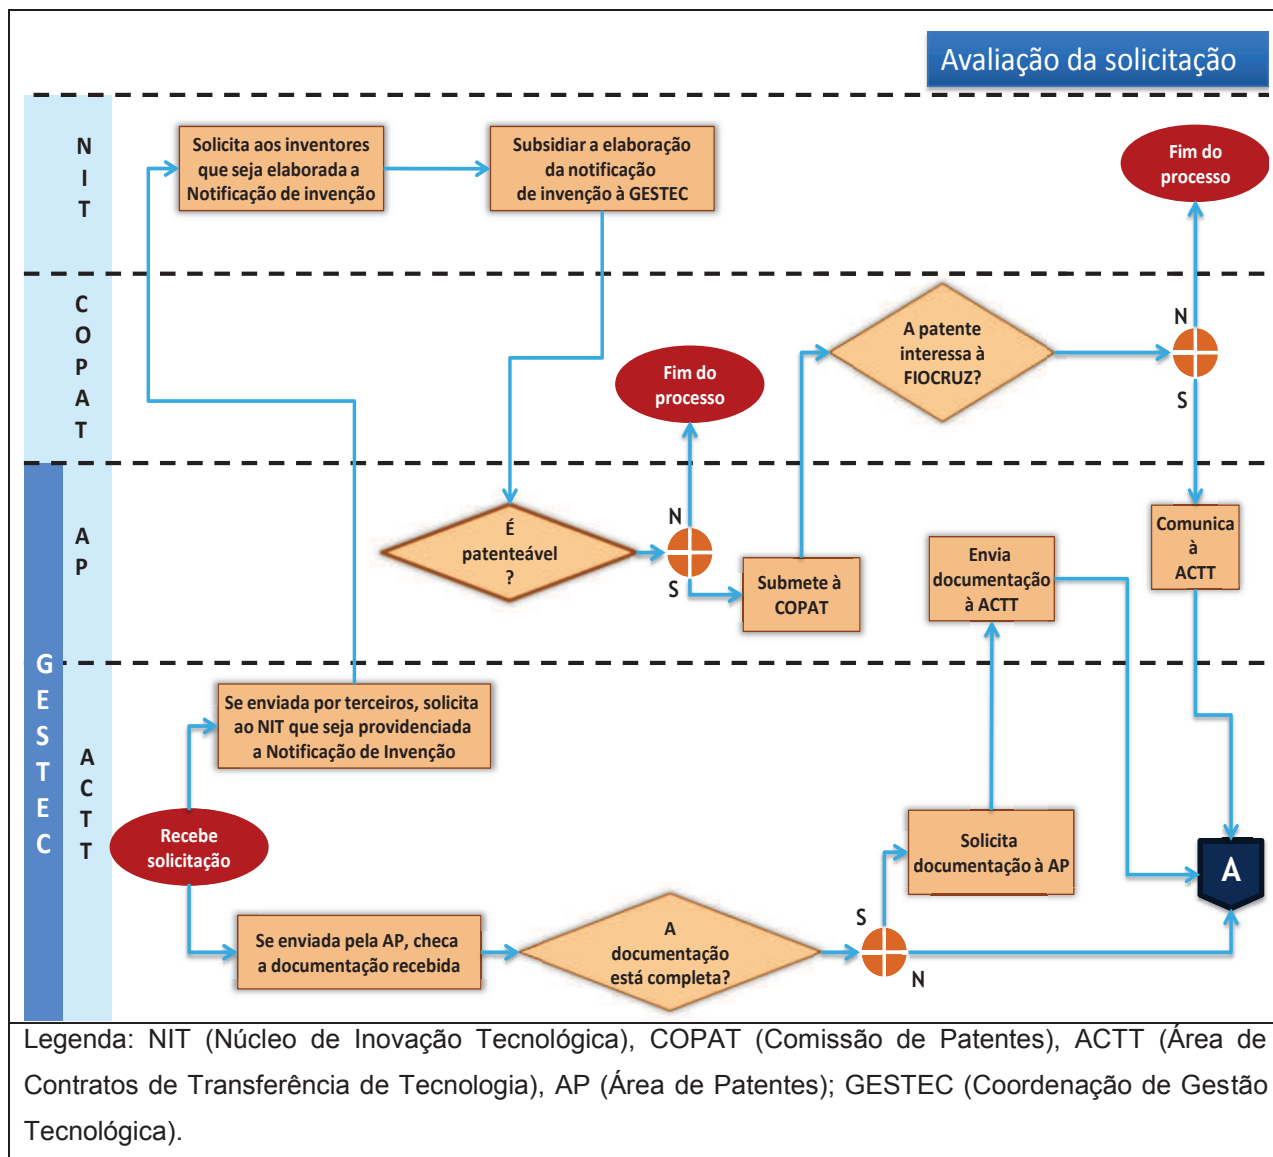 Avaliação da solicitação
N
I
T
Solicita aos inventores
que seja elaborada a
Notificação de invenção
Subsidiar a elaboração
da notificação
de invenção à GESTEC
Fim do
processo
C
O
P
A
T
Fim do
processo
A patente
interessa à
FIOCRUZ?
N
S
A
P
É
patenteável
?
N
S
Submete à
COPAT
Envia
documentação
à ACTT
Comunica
à
ACTT
G
E
S
T
E
C
A
C
T
T
Se enviada por terceiros, solicita
ao NIT que seja providenciada
a Notificação de Invenção
Recebe
solicitação
Se enviada pela AP, checa
a documentação recebida
A
documentação
está completa?
S
N
Solicita
documentação à AP
A
Legenda: NIT (Núcleo de Inovação Tecnológica), COPAT (Comissão de Patentes), ACTT (Área de
Contratos de Transferência de Tecnologia), AP (Área de Patentes); GESTEC (Coordenação de Gestão
Tecnológica).